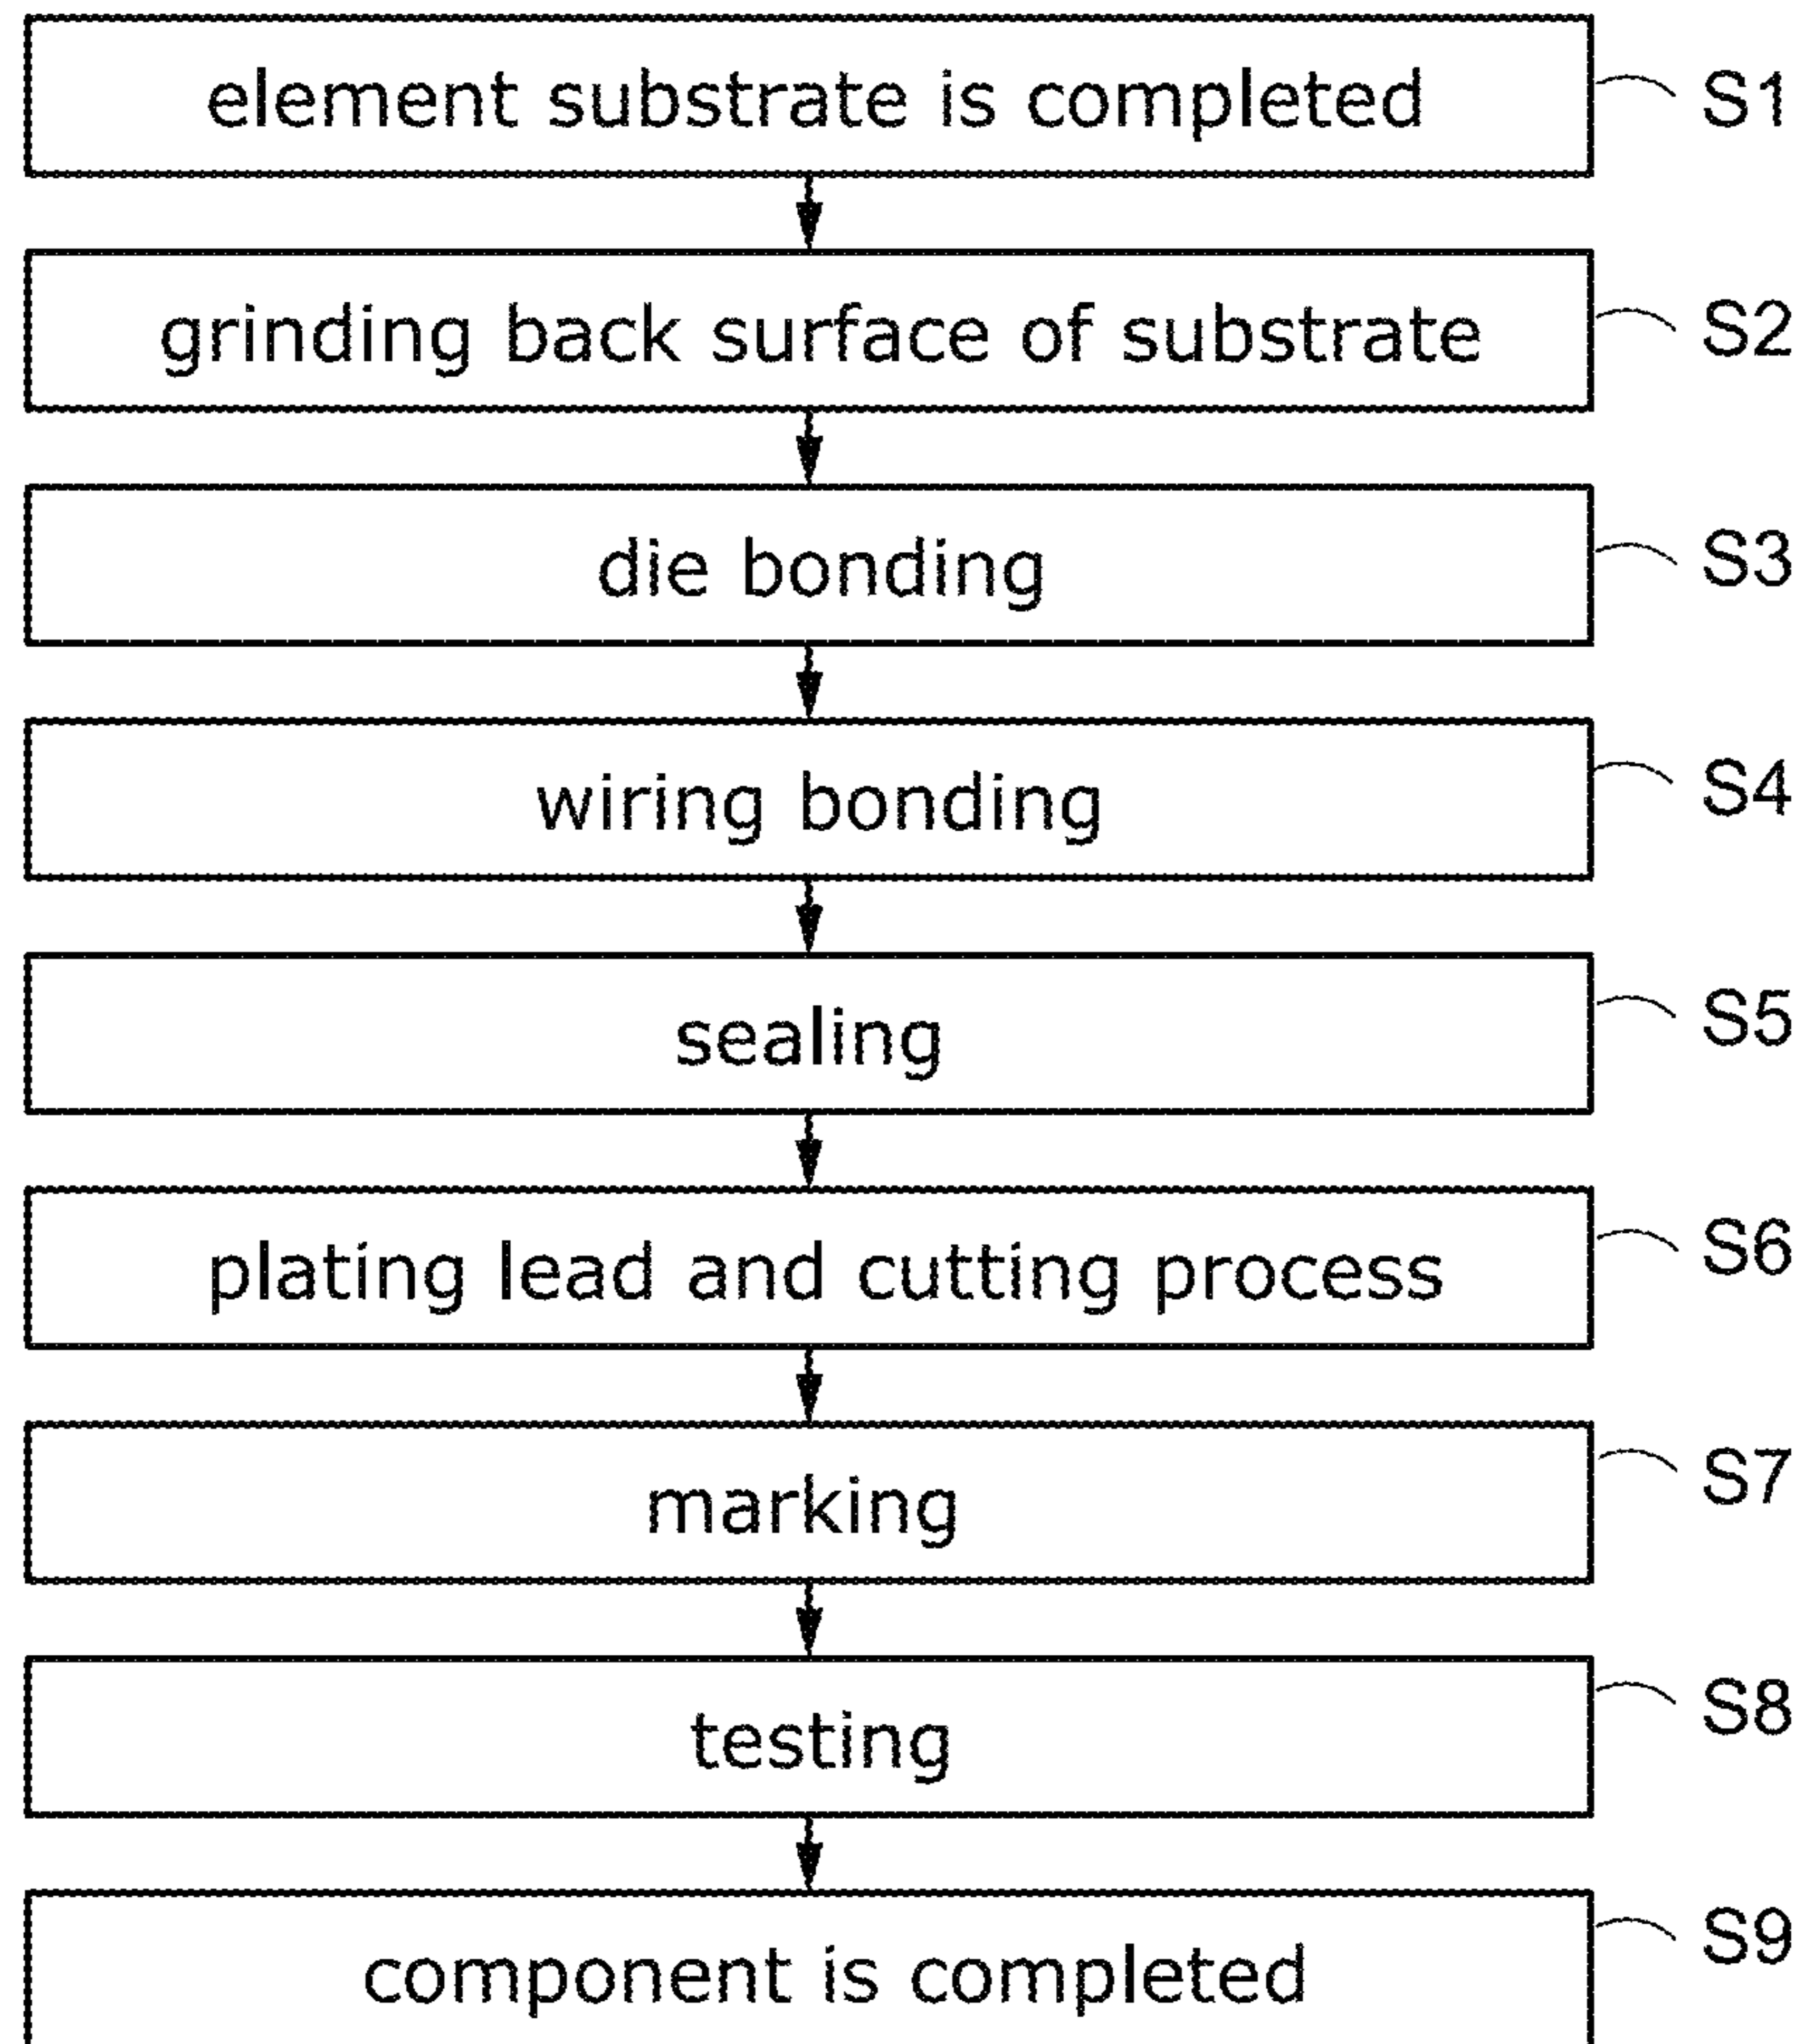 element substrate is completed S1
grinding back surface of substrate S2
die bonding S3
wiring bonding S4
sealing S5
plating lead and cutting process S6
marking S7
testing S8
component is completed S9